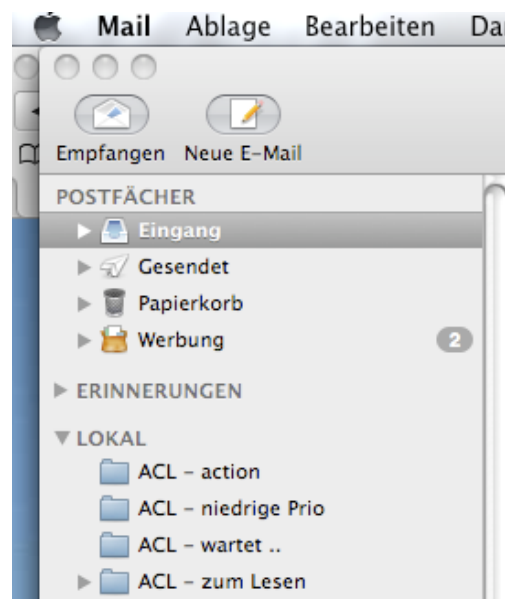 Mail Ablage Bearbeiten
Empfangen Neue E-Mail
POSTFÄCHER
Eingang
Gesendet
Papierkorb
Werbung 2
ERINNERUNGEN
LOKAL
ACL - action
ACL - niedrige Prio
ACL - wartet ..
ACL - zum Lesen